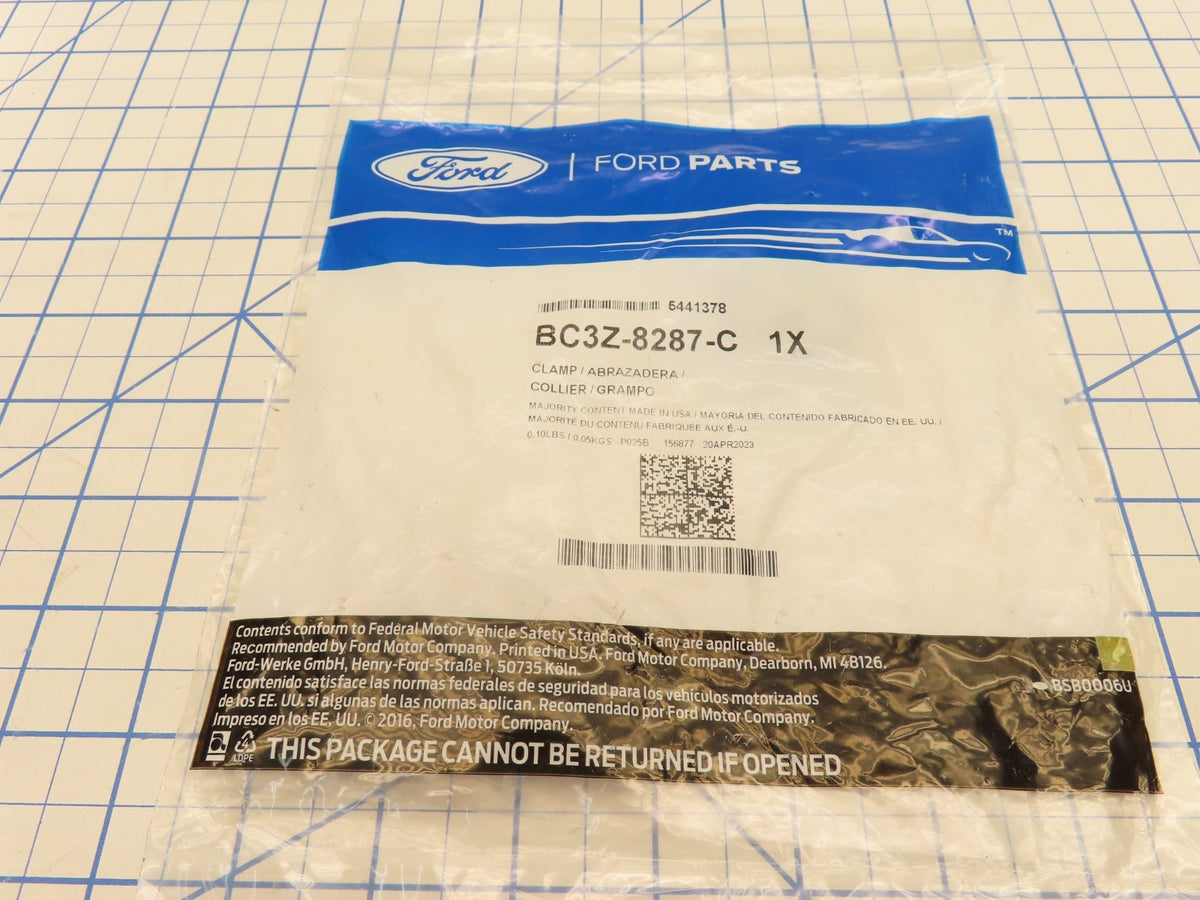 Ford | FORD PARTS
TM
5441378
BC3Z-8287-C 1X
CLAMP / ABRAZADERA /
COLLIER / GRAMPO
MAJORITY CONTENT MADE IN USA / MAYORIA DEL CONTENIDO FABRICADO EN EE. UU. /
MAJORITÉ DU CONTENU FABRIQUÉE AUX É.-U.
0.10LBS / 0.05KGS P025B 156877 20APR2023
Contents conform to Federal Motor Vehicle Safety Standards, if any are applicable.
Recommended by Ford Motor Company. Printed in USA. Ford Motor Company, Dearborn, MI 48126.
Ford-Werke GmbH, Henry-Ford-Straße 1, 50735 Köln.
El contenido satisface las normas federales de seguridad para los vehículos motorizados
de los EE. UU. si algunas de las normas aplican. Recomendado por Ford Motor Company.
Impreso en los EE. UU. © 2016, Ford Motor Company.
BSB0006U
4
LDPE
THIS PACKAGE CANNOT BE RETURNED IF OPENED